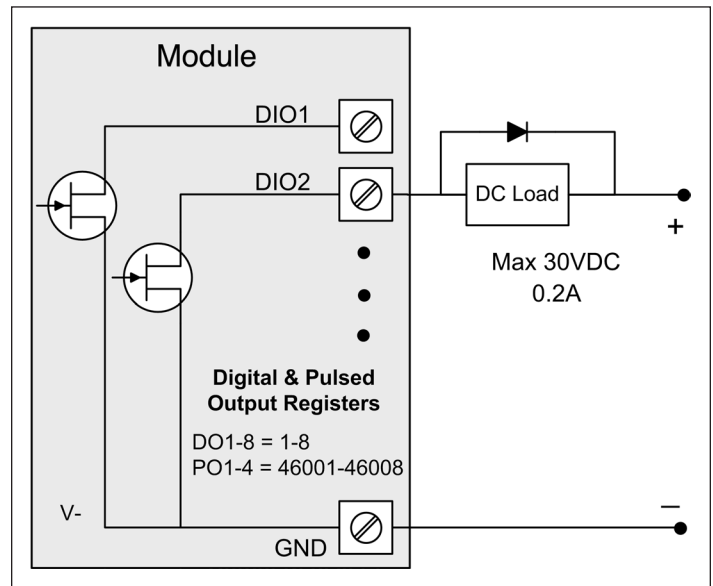 Module
DIO1
DIO2
DC Load
+
Max 30VDC
0.2A
Digital & Pulsed
Output Registers
DO1-8 = 1-8
PO1-4 = 46001-46008
V-
GND
–